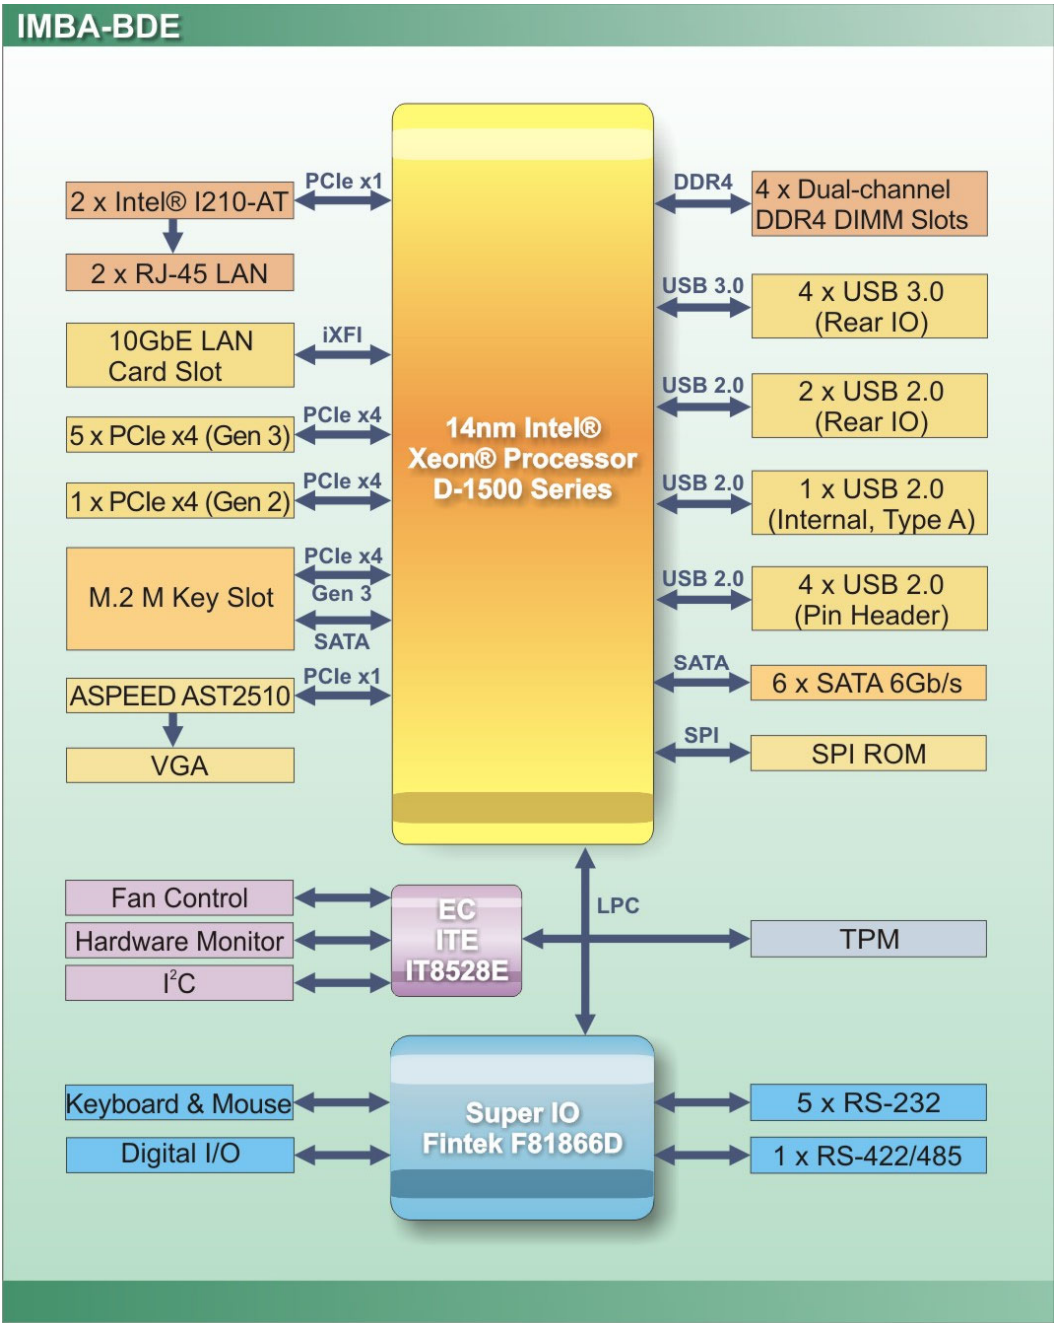 IMBA-BDE
PCIe x1
2 x Intel® I210-AT
2 x RJ-45 LAN
iXFI
10GbE LAN
Card Slot
PCIe x4
5 x PCIe x4 (Gen 3)
PCIe x4
1 x PCIe x4 (Gen 2)
PCIe x4
Gen 3
M.2 M Key Slot
SATA
PCIe x1
ASPEED AST2510
VGA
14nm Intel®
Xeon® Processor
D-1500 Series
DDR4
4 x Dual-channel
DDR4 DIMM Slots
USB 3.0
4 x USB 3.0
(Rear IO)
USB 2.0
2 x USB 2.0
(Rear IO)
USB 2.0
1 x USB 2.0
(Internal, Type A)
USB 2.0
4 x USB 2.0
(Pin Header)
SATA
6 x SATA 6Gb/s
SPI
SPI ROM
LPC
Fan Control
Hardware Monitor
I²C
EC
ITE
IT8528E
TPM
Keyboard & Mouse
Digital I/O
Super IO
Fintek F81866D
5 x RS-232
1 x RS-422/485